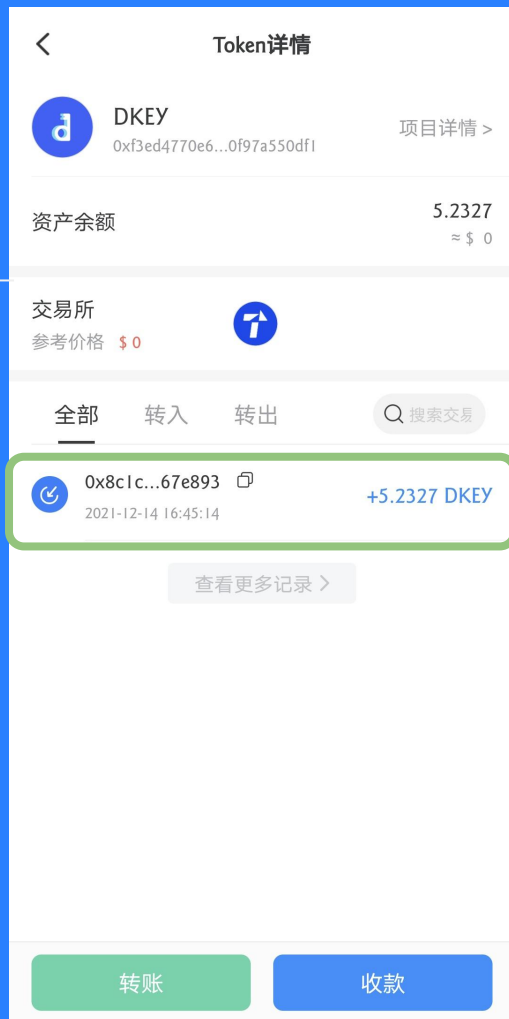 Token详情
DKEY
0xf3ed4770e6...0f97a550df1
项目详情 >
资产余额
5.2327
≈ $ 0
交易所
参考价格 $ 0
全部 转入 转出 搜索交易
0x8c1c...67e893
+5.2327 DKEY
2021-12-14 16:45:14
查看更多记录 >
转账 收款